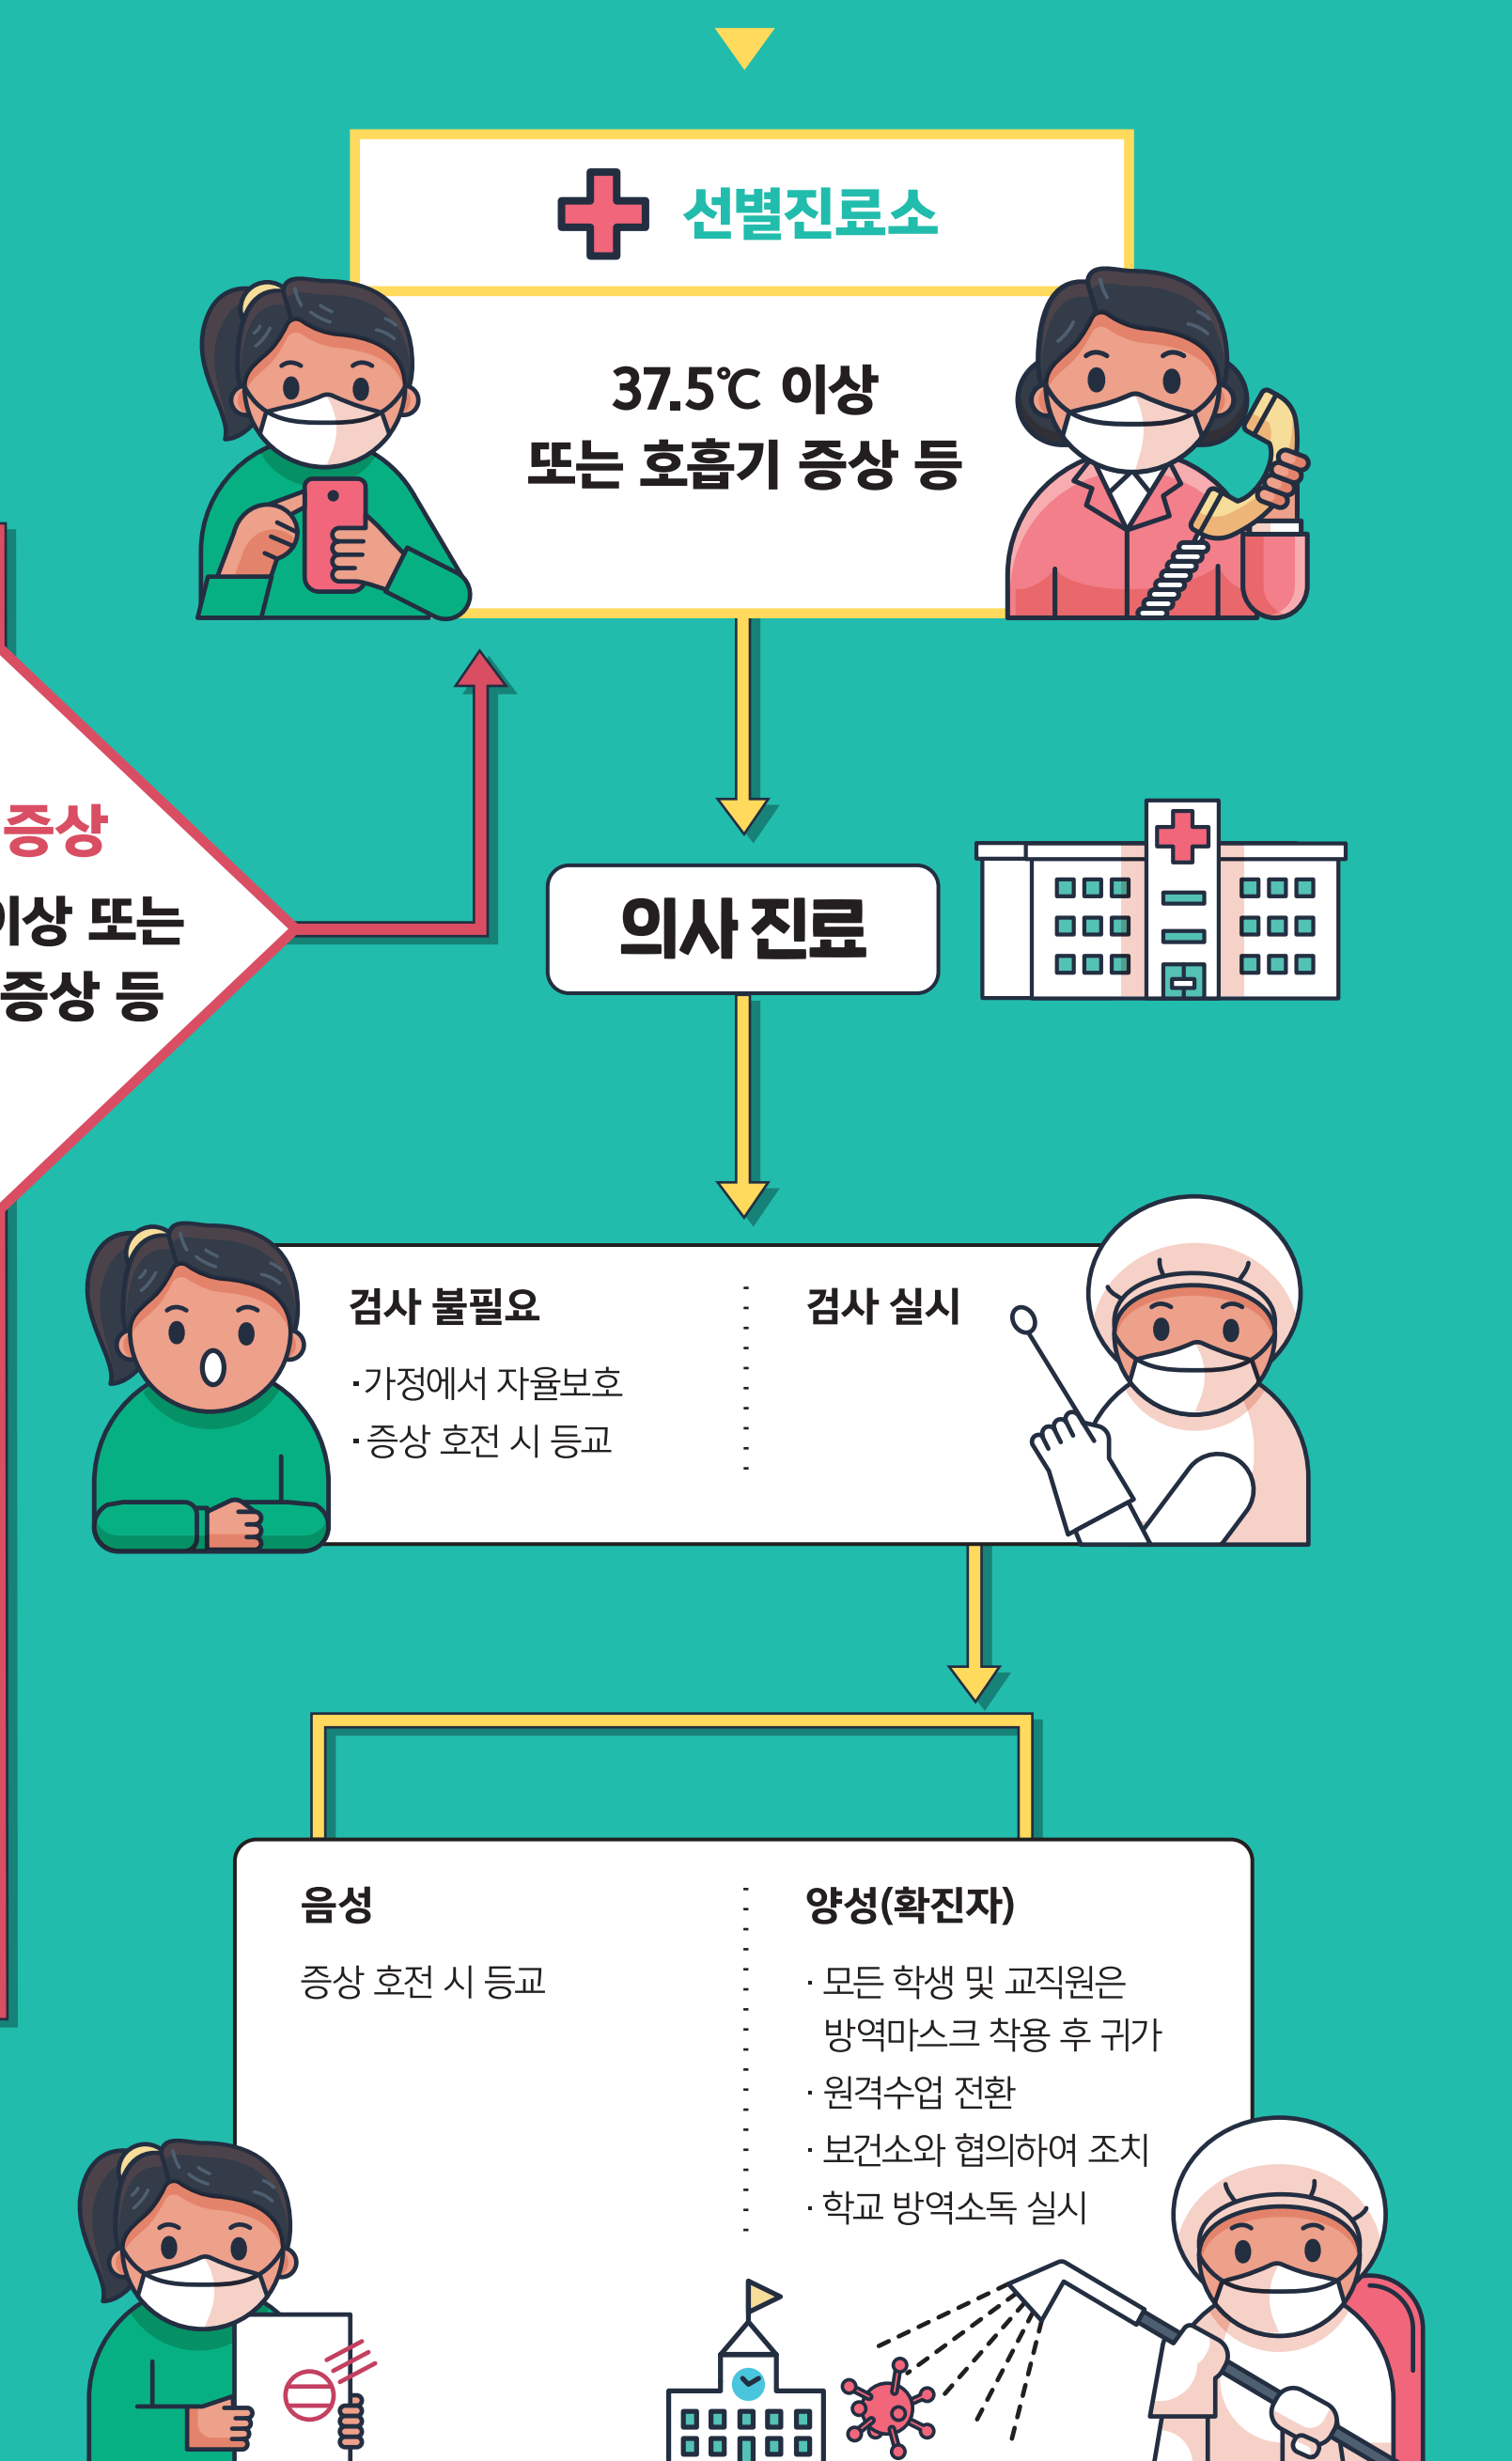 선별진료소
37.5℃ 이상
또는 호흡기 증상 등
증상
이상 또는
증상 등
의사 진료
검사 불필요
· 가정에서 자율보호
· 증상 호전 시 등교
검사 실시
음성
증상 호전 시 등교
양성(확진자)
· 모든 학생 및 교직원은
방역마스크 착용 후 귀가
· 원격수업 전환
· 보건소와 협의하여 조치
· 학교 방역소독 실시